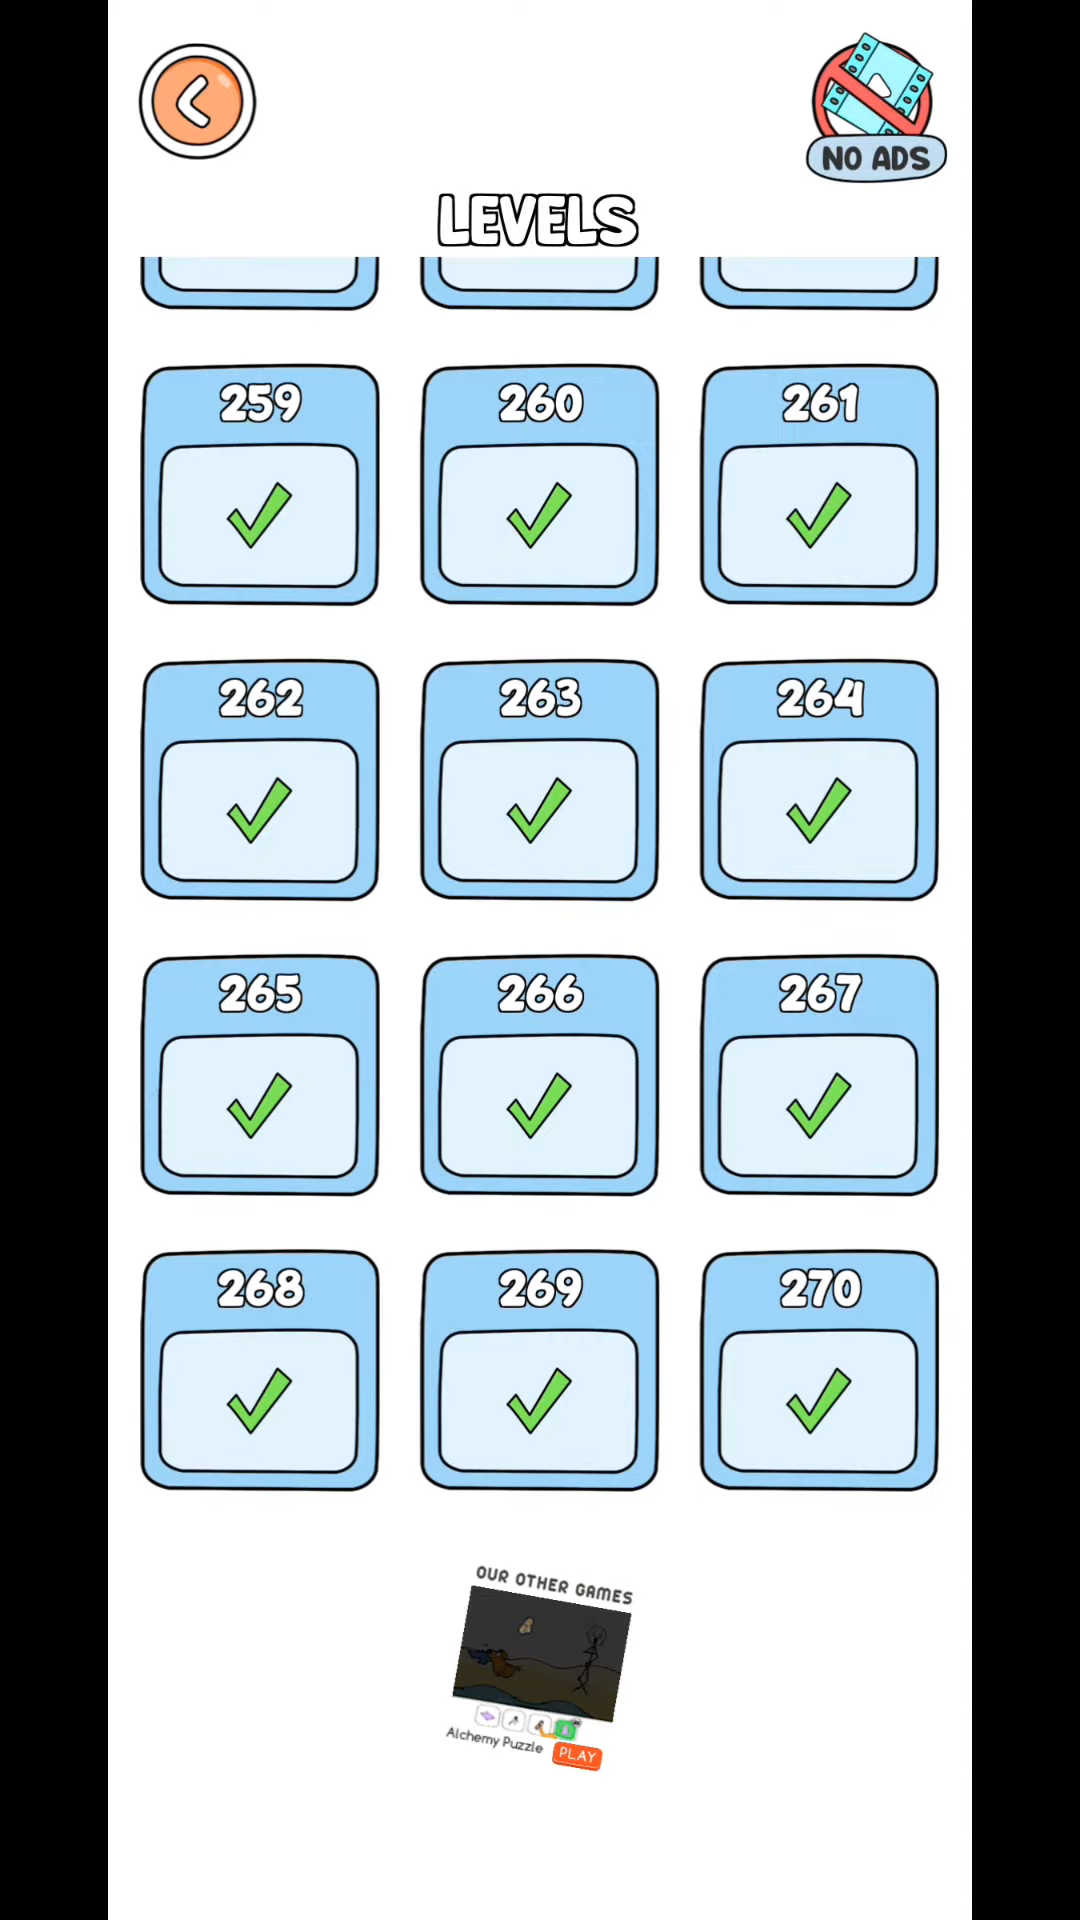 NO ADS
LEVELS
259 260 261
262 263 264
265 266 267
268 269 270
OUR OTHER GAMES
Alchemy Puzzle PLAY